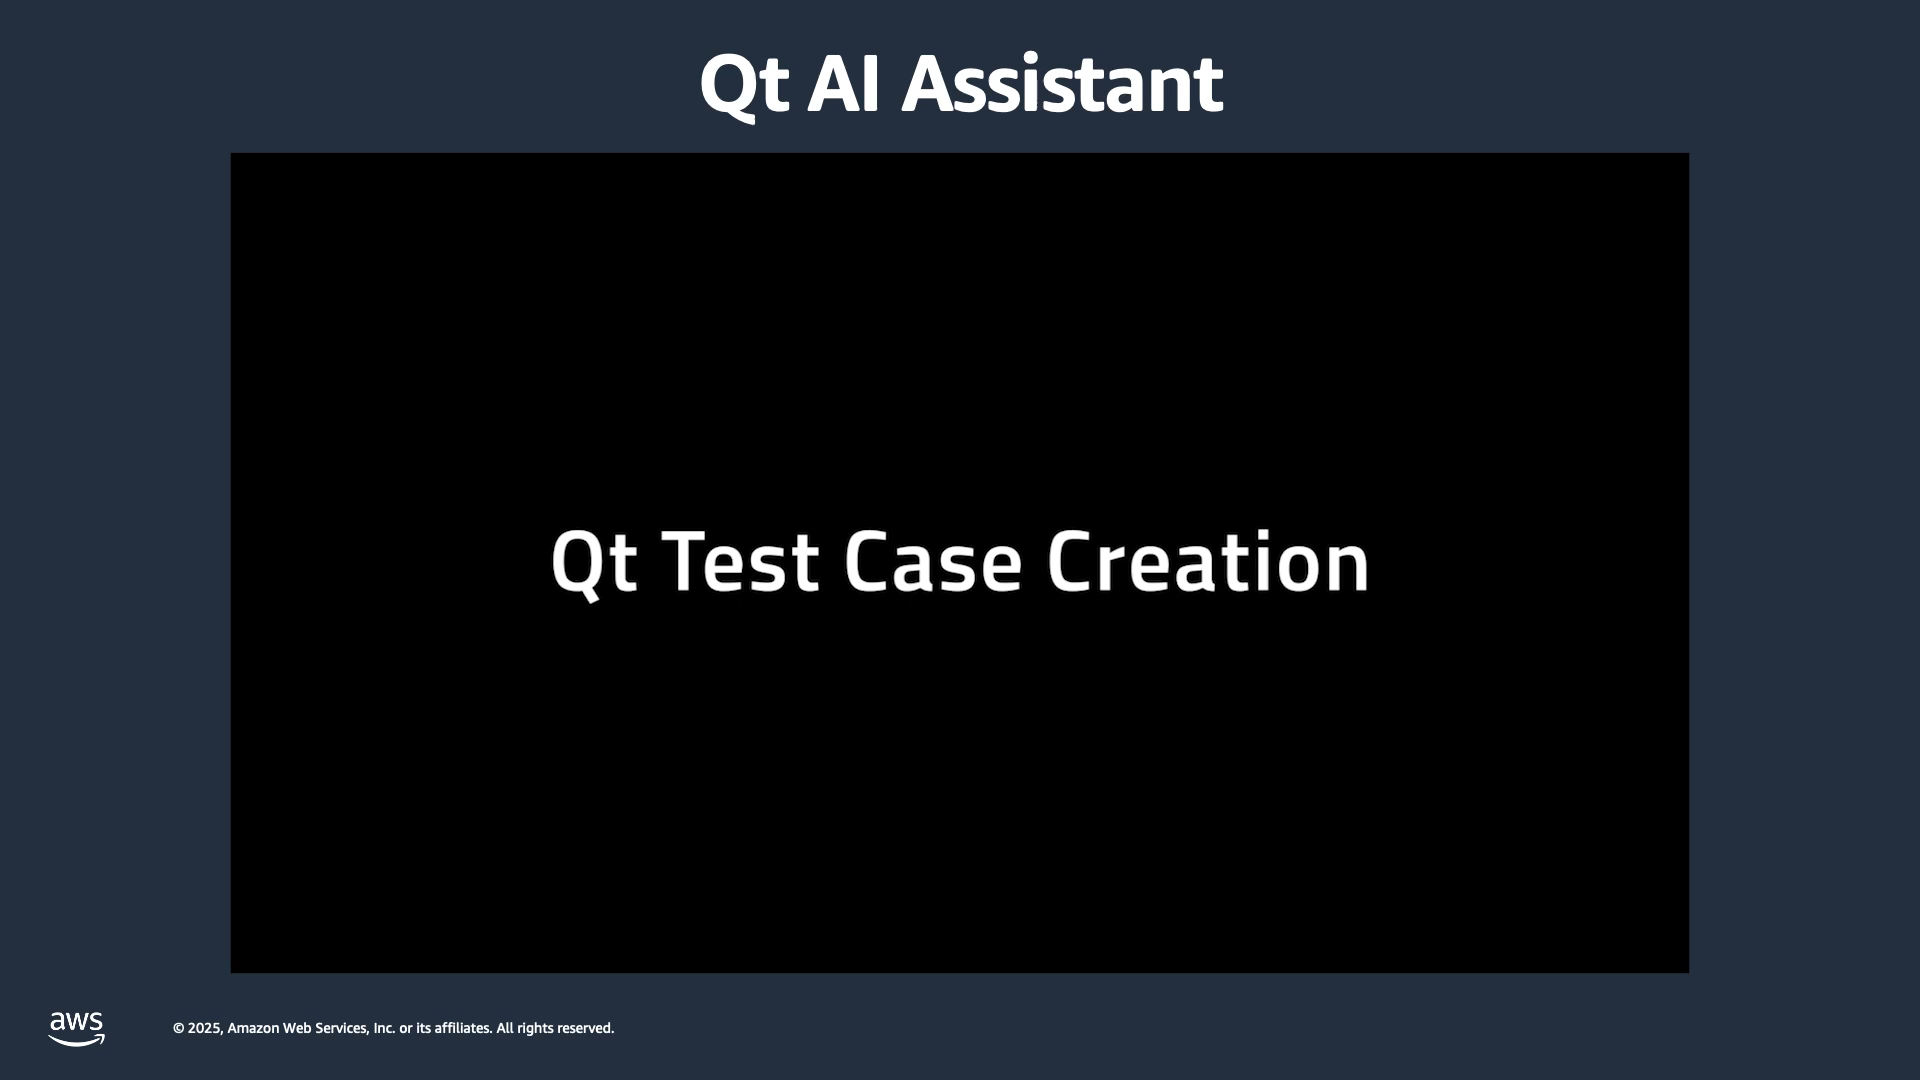 Qt AI Assistant
Qt Test Case Creation
aws
© 2025, Amazon Web Services, Inc. or its affiliates. All rights reserved.